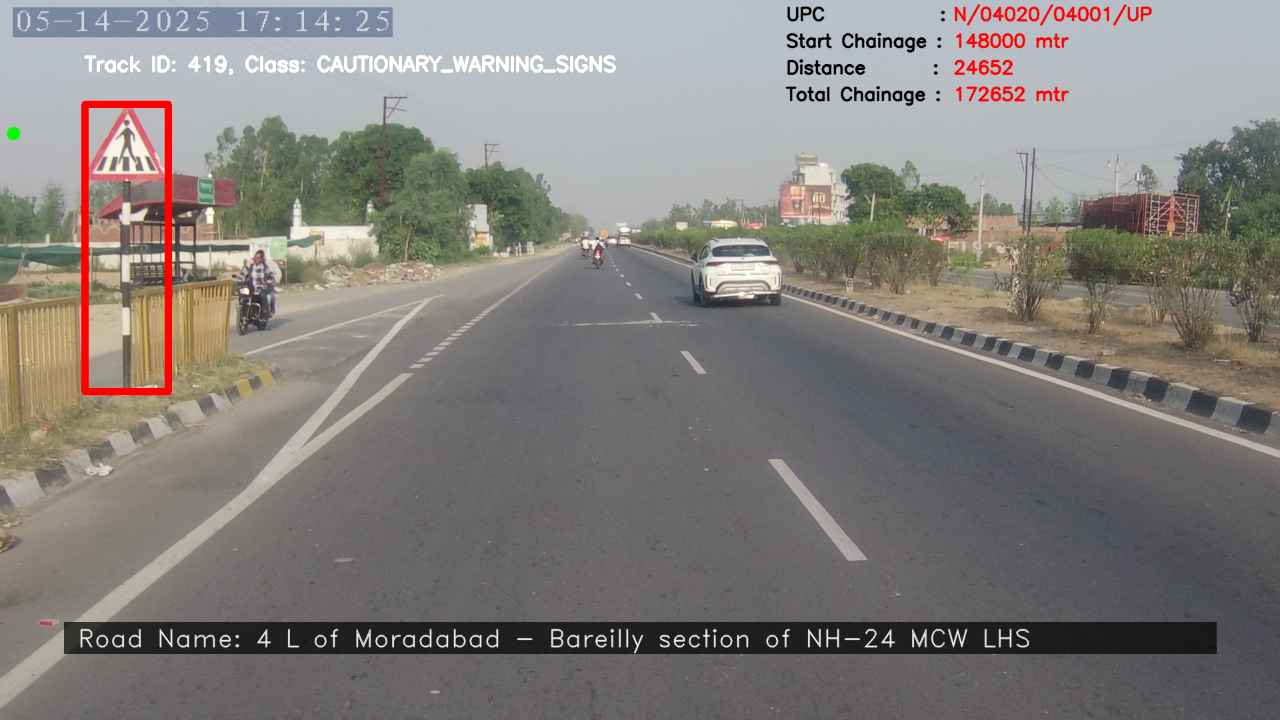 05-14-2025 17:14:25
Track ID: 419, Class: CAUTIONARY_WARNING_SIGNS
UPC : N/04020/04001/UP
Start Chainage : 148000 mtr
Distance : 24652
Total Chainage : 172652 mtr
Road Name: 4 L of Moradabad - Bareilly section of NH-24 MCW LHS